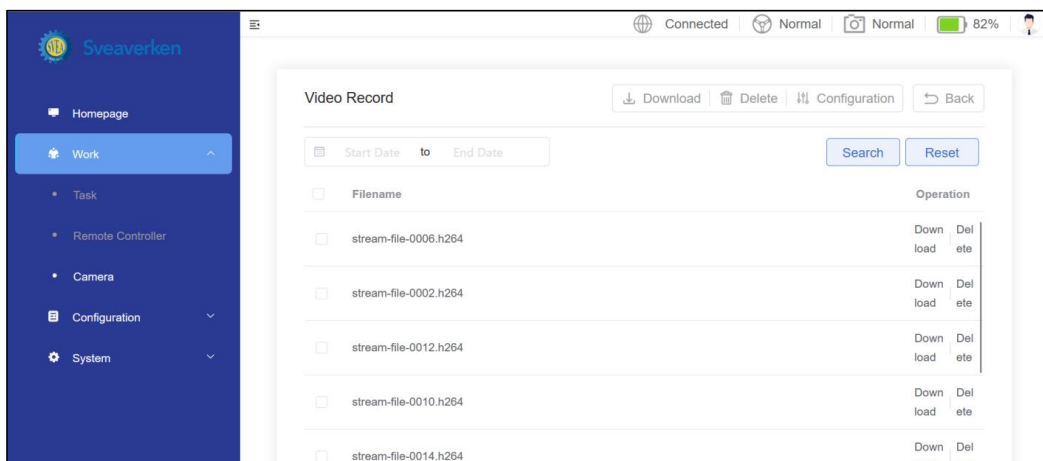 Connected Normal Normal 82%
SVEA Sveaverken
Homepage
Work
Task
Remote Controller
Camera
Configuration
System
Video Record Download Delete Configuration Back
Start Date to End Date Search Reset
Filename Operation
stream-file-0006.h264 Down Del
load ete
stream-file-0002.h264 Down Del
load ete
stream-file-0012.h264 Down Del
load ete
stream-file-0010.h264 Down Del
load ete
stream-file-0014.h264 Down Del